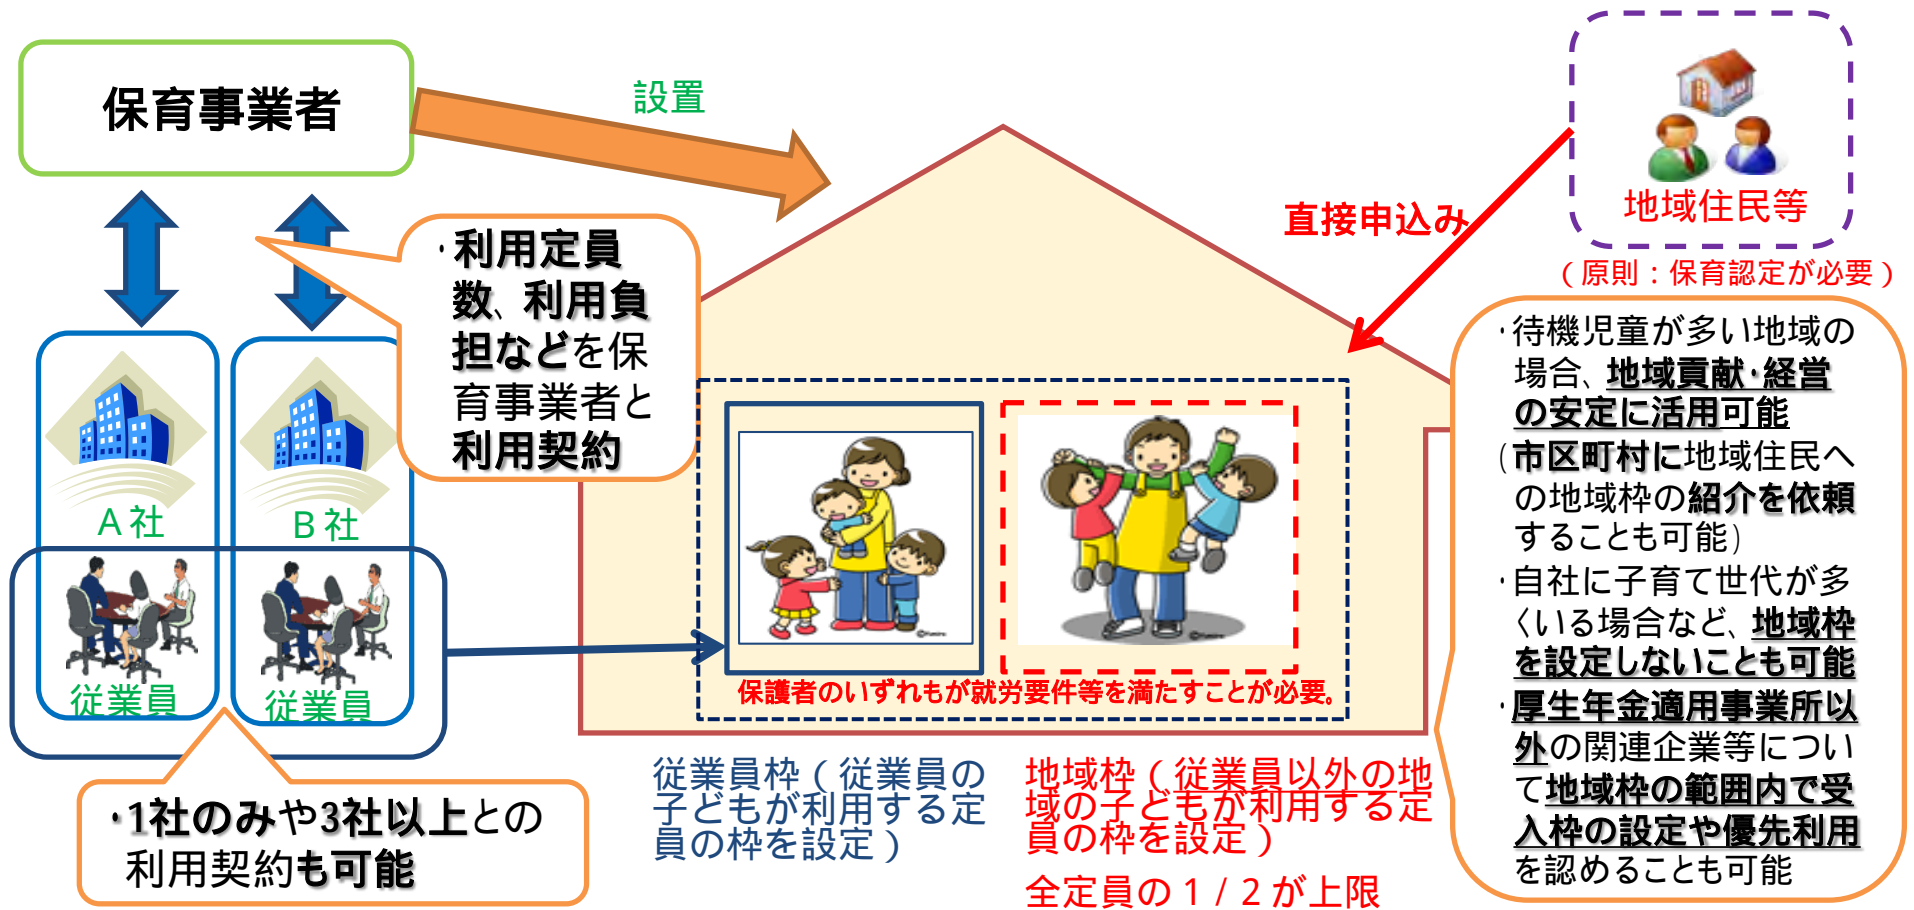 保育事業者
設置
地域住民等
直接申込み
（原則：保育認定が必要）
・利用定員
数、利用負
担などを保
育事業者と
利用契約
A社
B社
従業員
従業員
・1社のみや3社以上との
利用契約も可能
保護者のいずれもが就労要件等を満たすことが必要。
従業員枠（従業員の
子どもが利用する定
員の枠を設定）
地域枠（従業員以外の地
域の子どもが利用する定
員の枠を設定）
全定員の1/2が上限
・待機児童が多い地域の
場合、地域貢献・経営
の安定に活用可能
(市区町村に地域住民へ
の地域枠の紹介を依頼
することも可能)
・自社に子育て世代が多
くいる場合など、地域枠
を設定しないことも可能
・厚生年金適用事業所以
外の関連企業等につい
て地域枠の範囲内で受
入枠の設定や優先利用
を認めることも可能